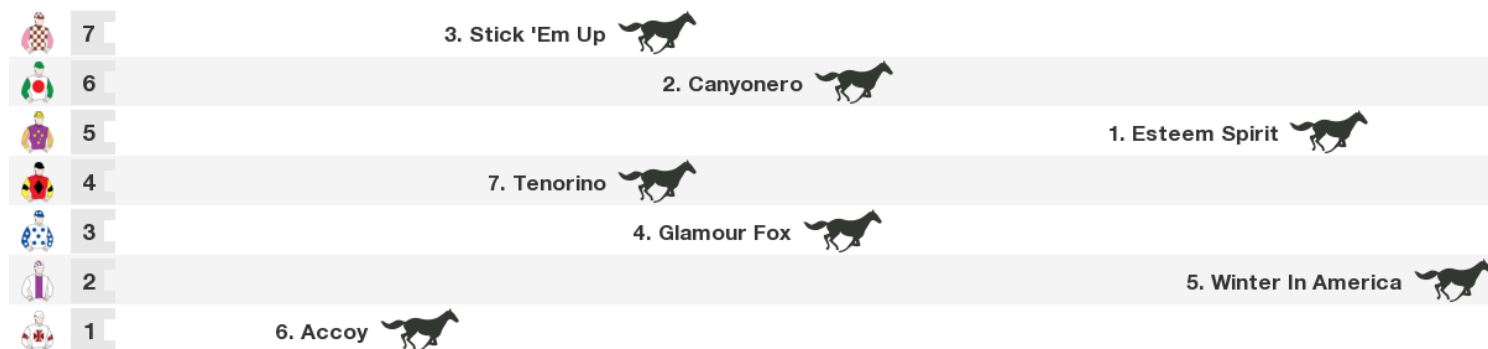 7 3. Stick 'Em Up
6 2. Canyonero
5 1. Esteem Spirit
4 7. Tenorino
3 4. Glamour Fox
2 5. Winter In America
1 6. Accoy